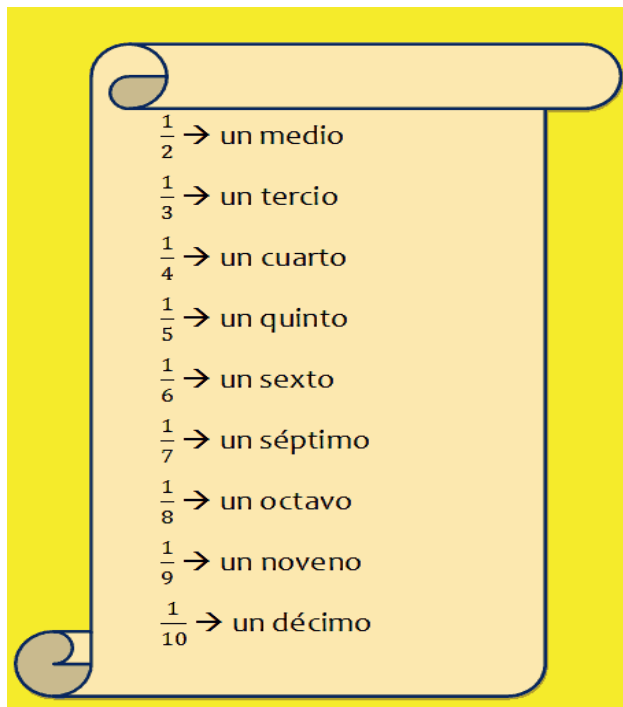 1/2 → un medio
1/3 → un tercio
1/4 → un cuarto
1/5 → un quinto
1/6 → un sexto
1/7 → un séptimo
1/8 → un octavo
1/9 → un noveno
1/10 → un décimo